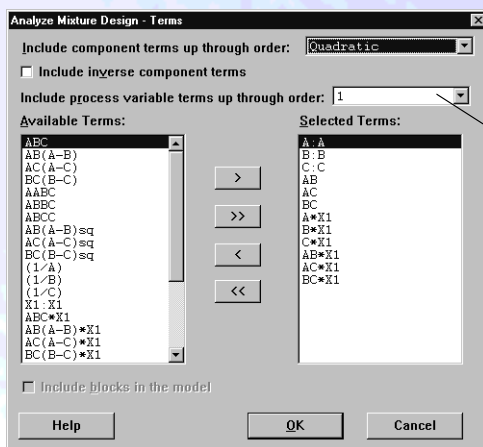 Analyze Mixture Design - Terms
Include component terms up through order: Quadratic
Include inverse component terms
Include process variable terms up through order: 1
Available Terms:
ABC
AB(A-B)
AC(A-C)
BC(B-C)
AABC
ABBC
ABCC
AB(A-B)sq
AC(A-C)sq
BC(B-C)sq
(1/A)
(1/B)
(1/C)
X1:X1
ABC*X1
AB(A-B)*X1
AC(A-C)*X1
BC(B-C)*X1
>
>>
<
<<
Selected Terms:
A:A
B:B
C:C
AB
AC
BC
A*X1
B*X1
C*X1
AB*X1
AC*X1
BC*X1
Include blocks in the model
Help
OK
Cancel